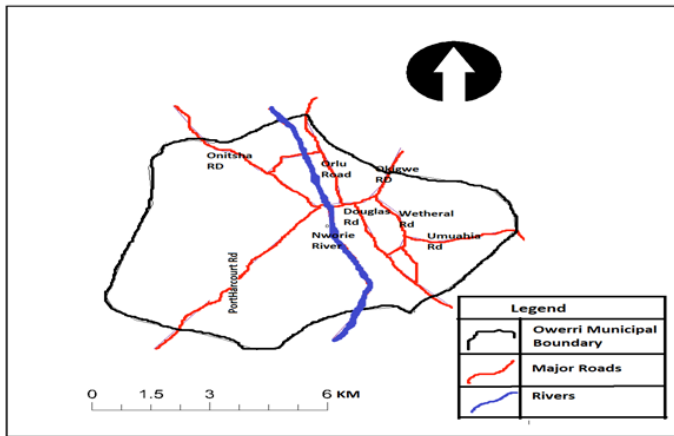 Onitsha
RD
Orlu
Road
Okigwe
RD
Douglas
Rd
Wetheral
Rd
Nworie
River
Umuahia
Rd
PortHarcourt Rd
Legend
Owerri Municipal
Boundary
Major Roads
Rivers
0 1.5 3 6 KM